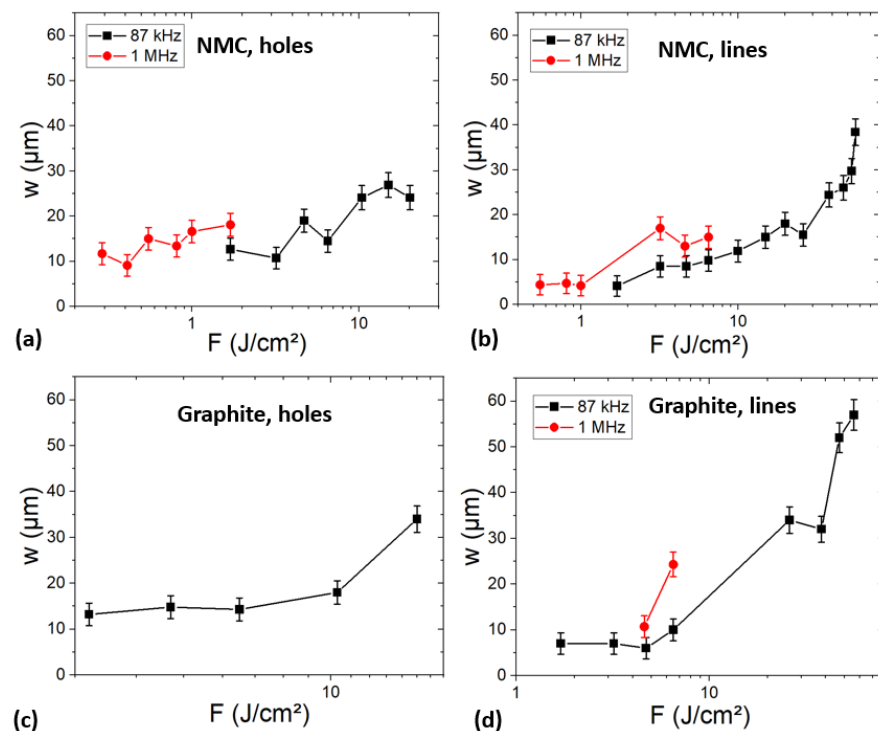 87 kHz
1 MHz
NMC, holes
60
50
40
30
20
10
0
w (µm)
1
10
F (J/cm²)
(a)
87 kHz
1 MHz
NMC, lines
60
50
40
30
20
10
0
w (µm)
1
10
F (J/cm²)
(b)
Graphite, holes
60
50
40
30
20
10
0
w (µm)
10
F (J/cm²)
(c)
87 kHz
1 MHz
Graphite, lines
60
50
40
30
20
10
0
w (µm)
1
10
F (J/cm²)
(d)